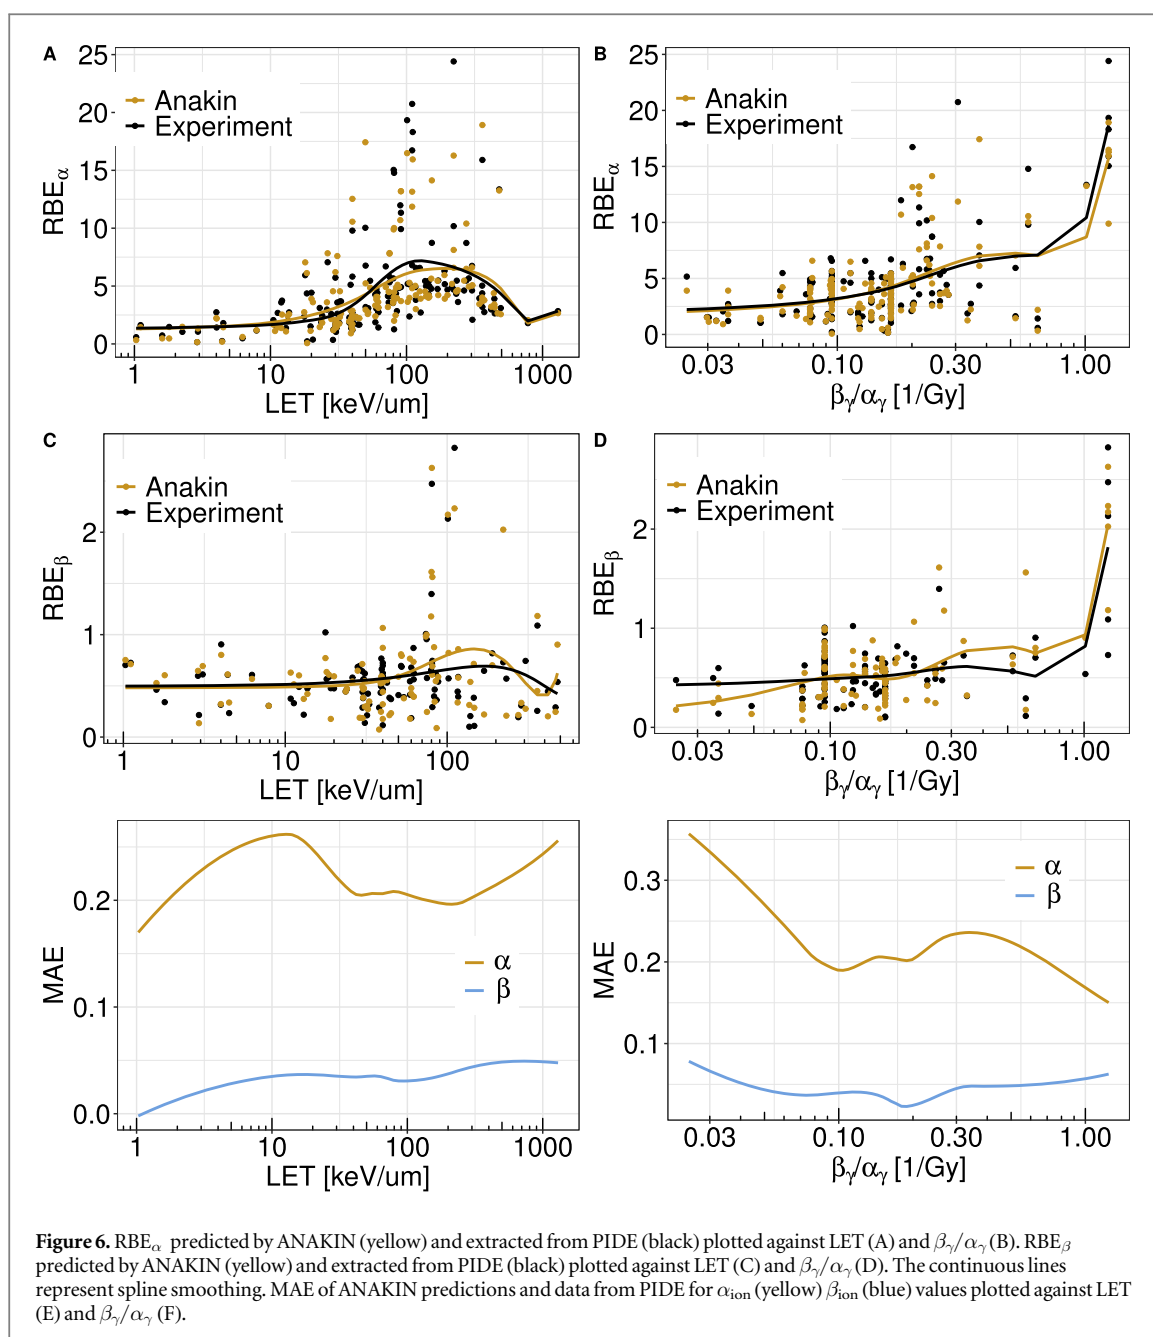 A
25
20
15
10
5
0
RBEα
Anakin
Experiment
1
10
100
1000
LET [keV/um]
B
25
20
15
10
5
0
RBEα
Anakin
Experiment
0.03
0.10
0.30
1.00
βγ/αγ [1/Gy]
C
2
1
0
RBEβ
Anakin
Experiment
1
10
100
LET [keV/um]
D
2
1
0
RBEβ
Anakin
Experiment
0.03
0.10
0.30
1.00
βγ/αγ [1/Gy]
0.2
0.1
0.0
MAE
α
β
1
10
100
1000
LET [keV/um]
0.3
0.2
0.1
MAE
α
β
0.03
0.10
0.30
1.00
βγ/αγ [1/Gy]
Figure 6. RBEα predicted by ANAKIN (yellow) and extracted from PIDE (black) plotted against LET (A) and βγ/αγ (B). RBEβ
predicted by ANAKIN (yellow) and extracted from PIDE (black) plotted against LET (C) and βγ/αγ (D). The continuous lines
represent spline smoothing. MAE of ANAKIN predictions and data from PIDE for αion (yellow) βion (blue) values plotted against LET
(E) and βγ/αγ (F).